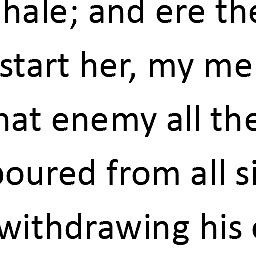 hale; and ere the
start her, my me
hat enemy all the
poured from all si
withdrawing his